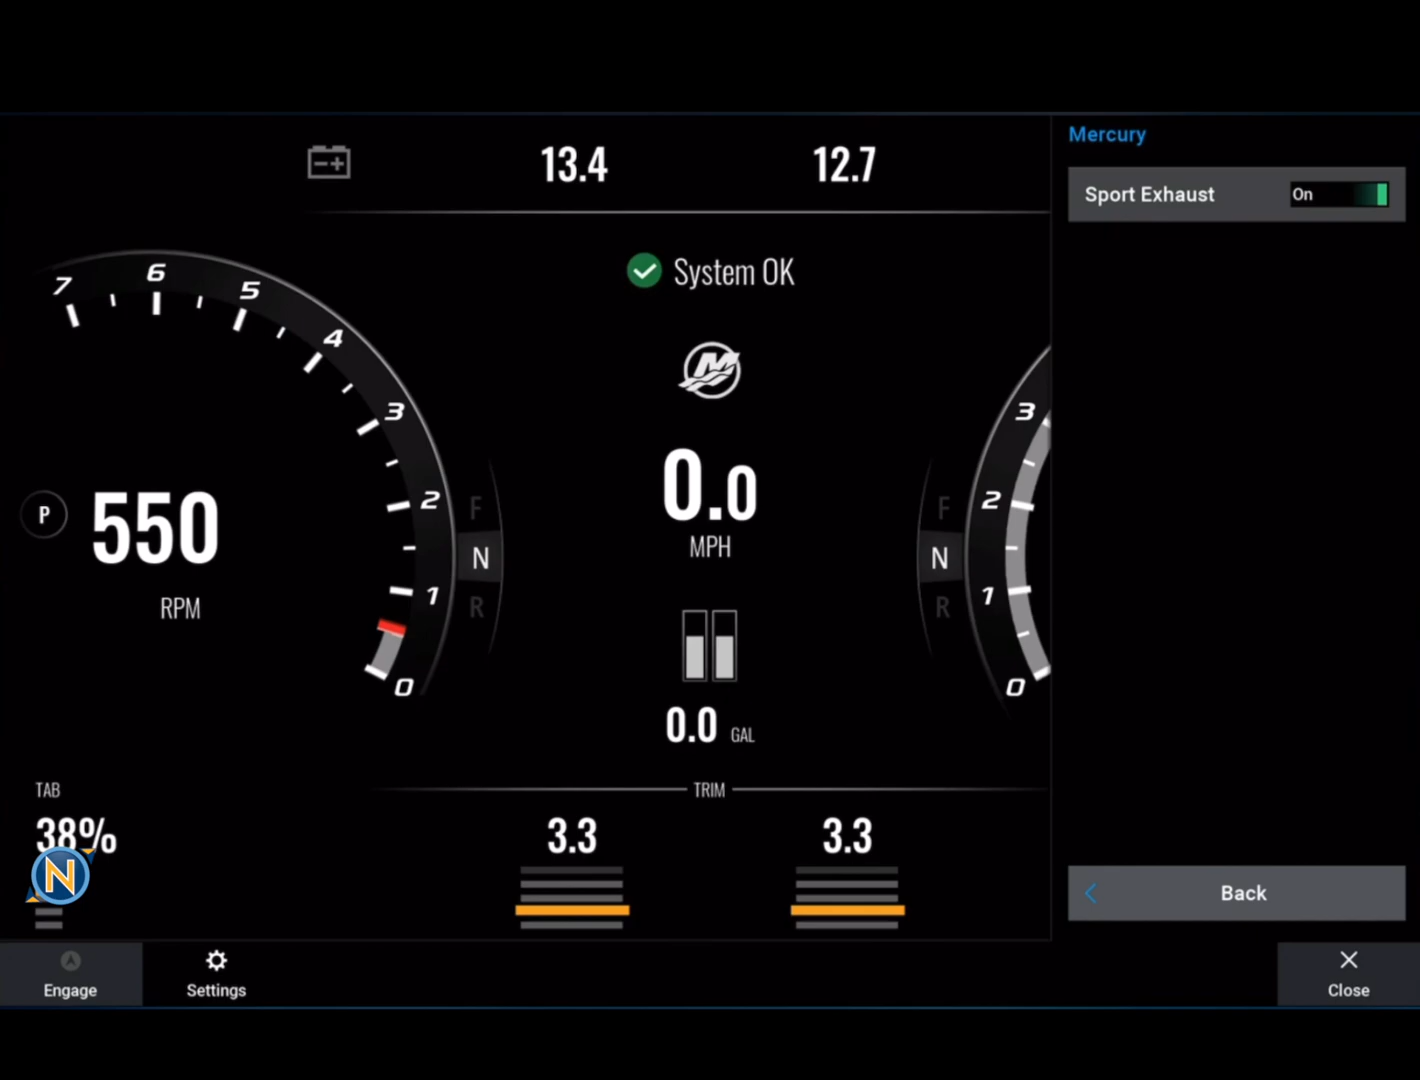 Mercury
13.4
12.7
Sport Exhaust
On
System OK
7
6
5
4
3
2
1
0
P
550
RPM
F
N
R
0.0
MPH
F
N
R
3
2
1
0
0.0 GAL
TAB
38%
TRIM
3.3
3.3
N
Back
Engage
Settings
Close